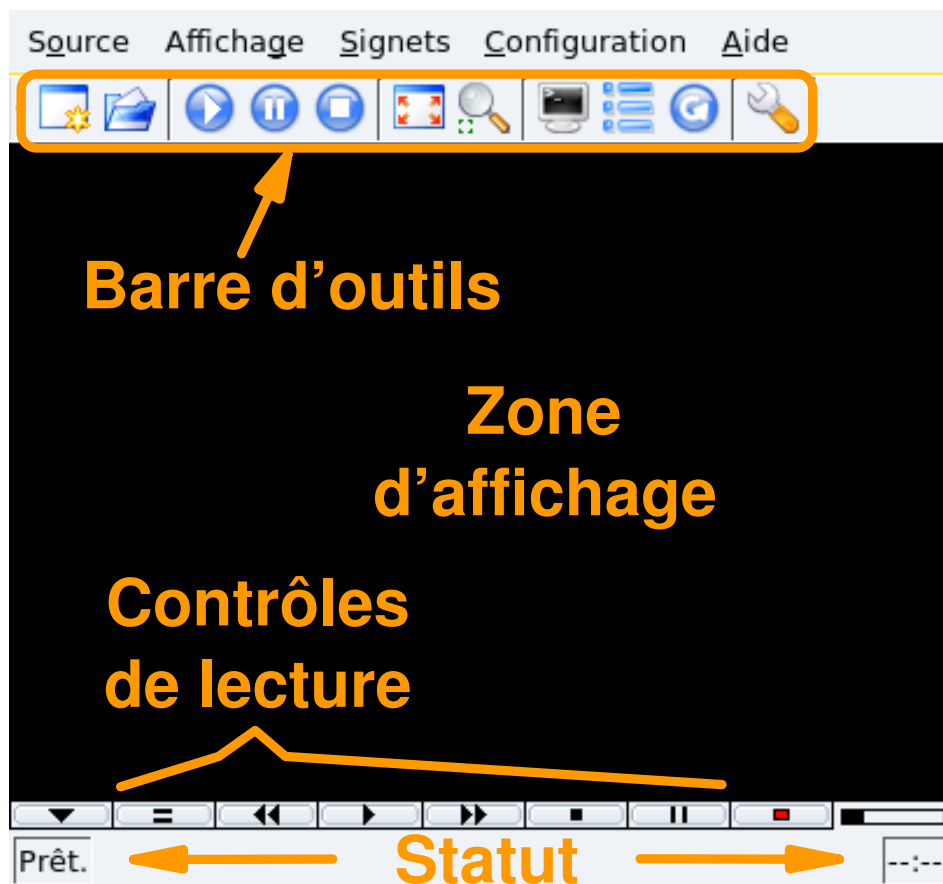 Source Affichage Signets Configuration Aide
Barre d’outils
Zone
d’affichage
Contrôles
de lecture
Prêt. Statut --:--